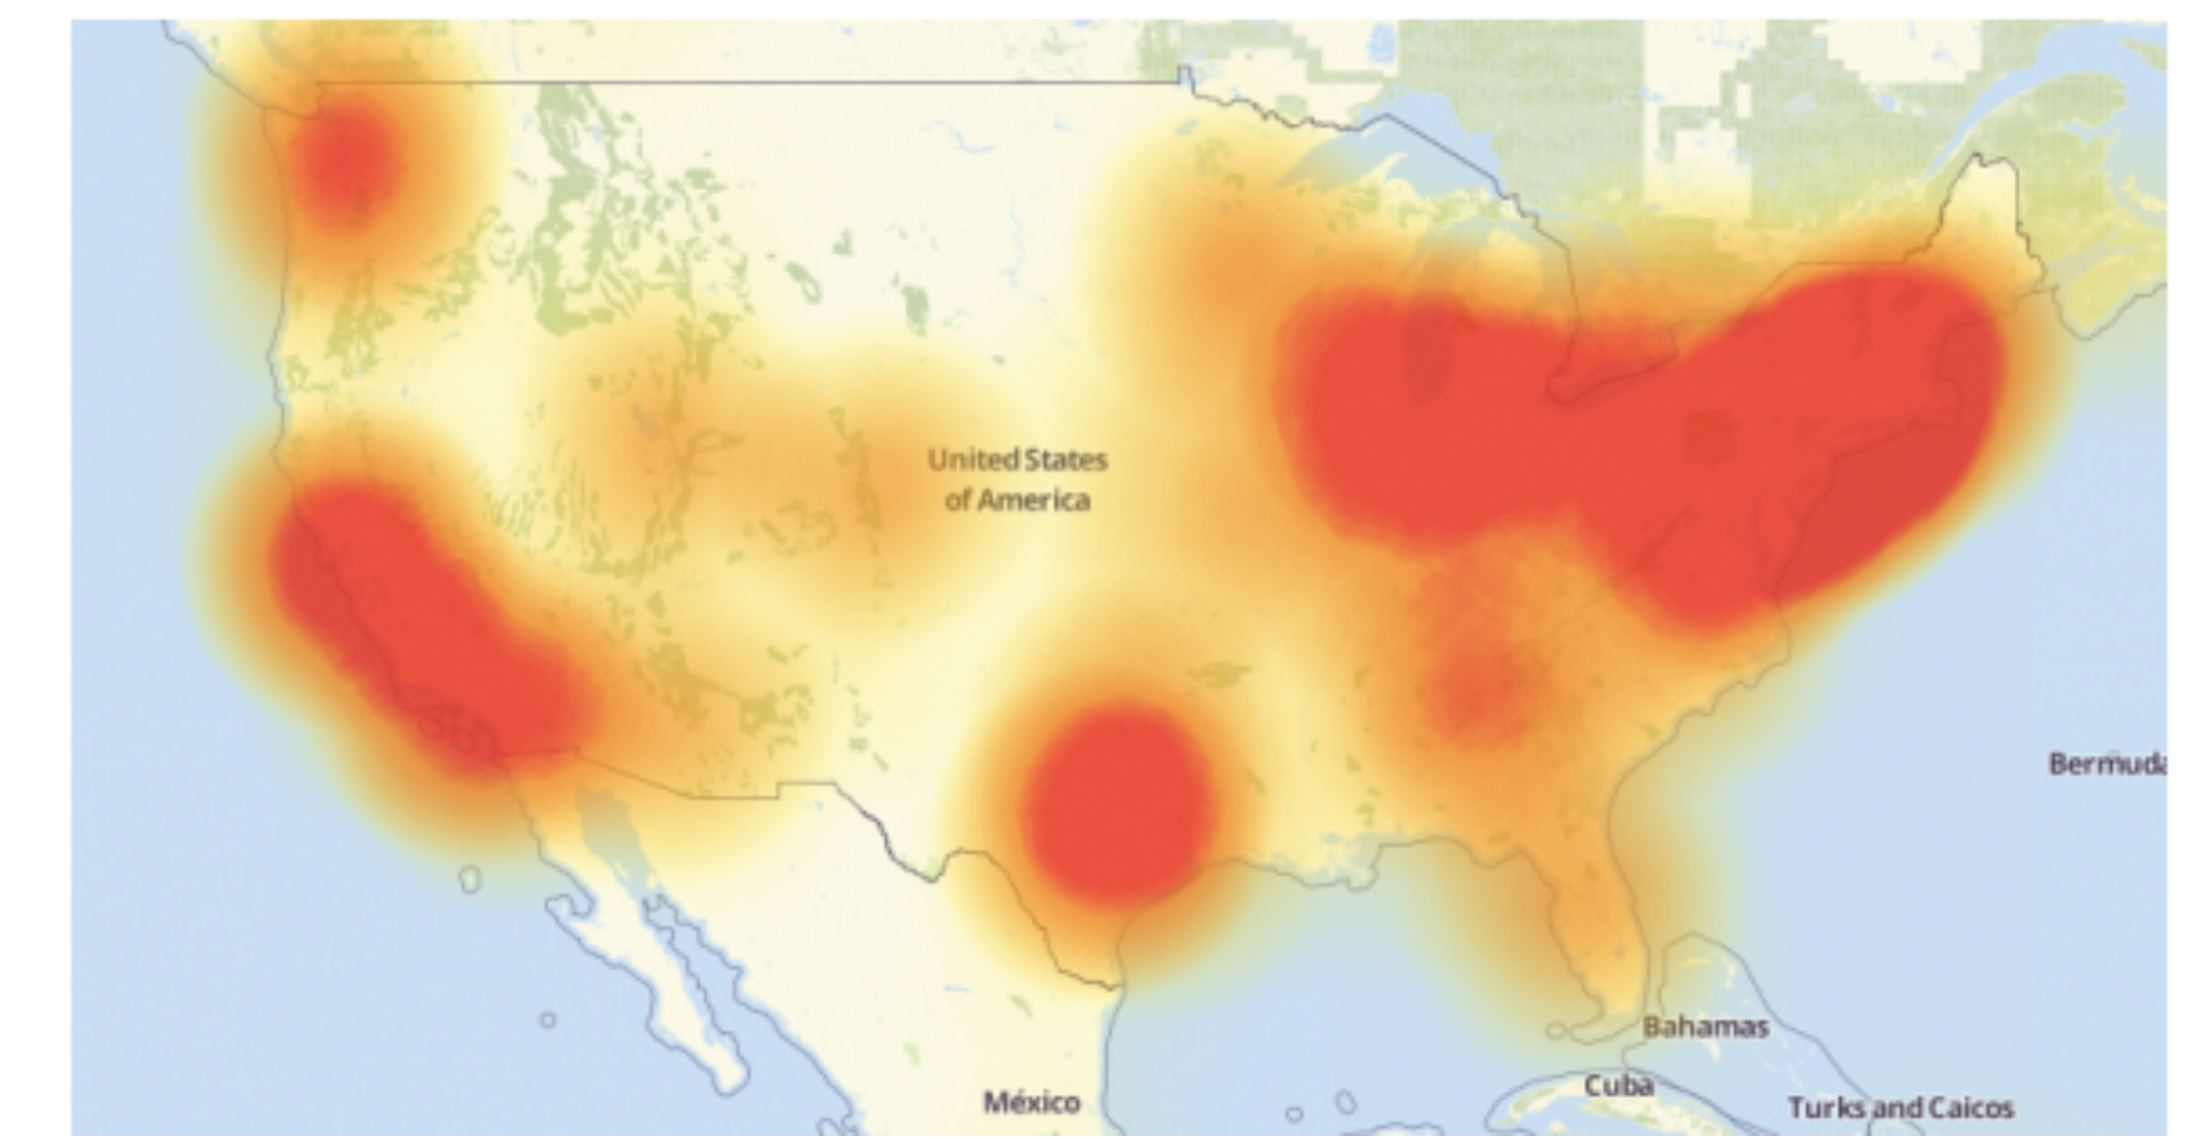 United States
of America
Bermuda
Bahamas
Cuba
México
Turks and Caicos